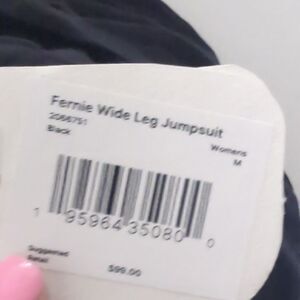 Fernie Wide Leg Jumpsuit
2066751
Black
Womens
M
1 95964 35080 0
Suggested
Retail
$99.00